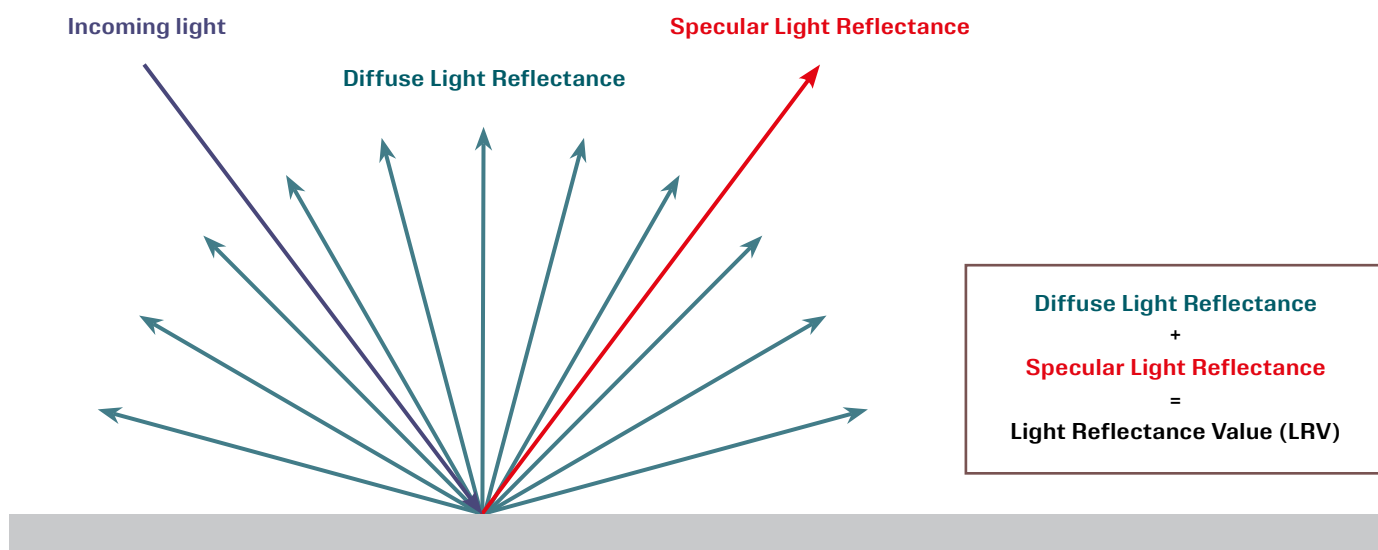 Incoming light
Specular Light Reflectance
Diffuse Light Reflectance
Diffuse Light Reflectance
+
Specular Light Reflectance
=
Light Reflectance Value (LRV)